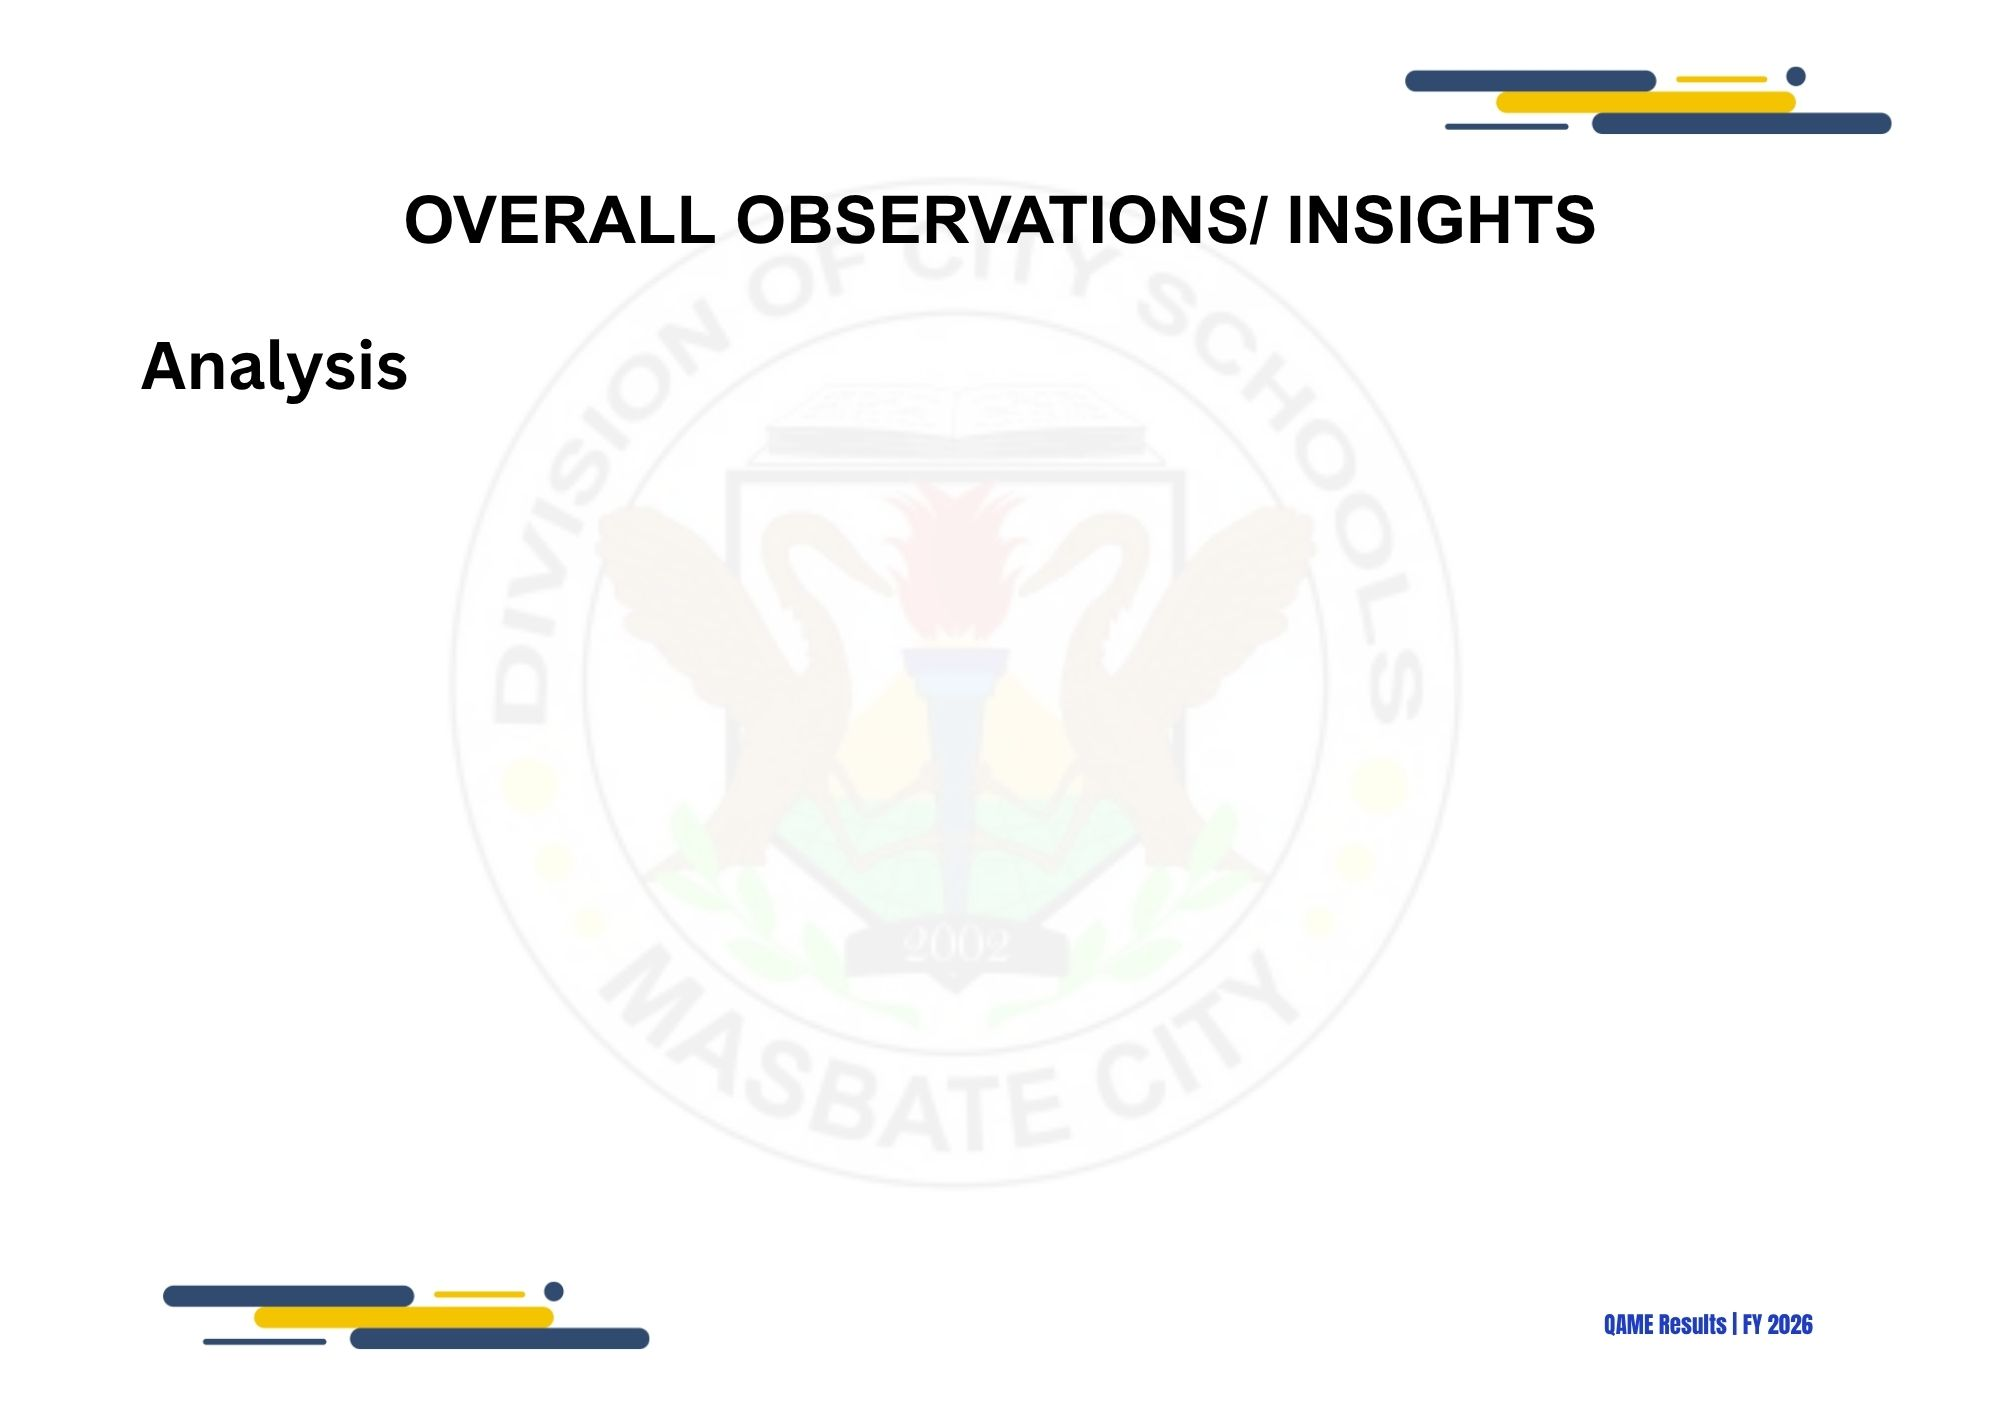 OVERALL OBSERVATIONS/ INSIGHTS
Analysis
DIVISION OF CITY SCHOOLS
2002
MASBATE CITY
QAME Results | FY 2026